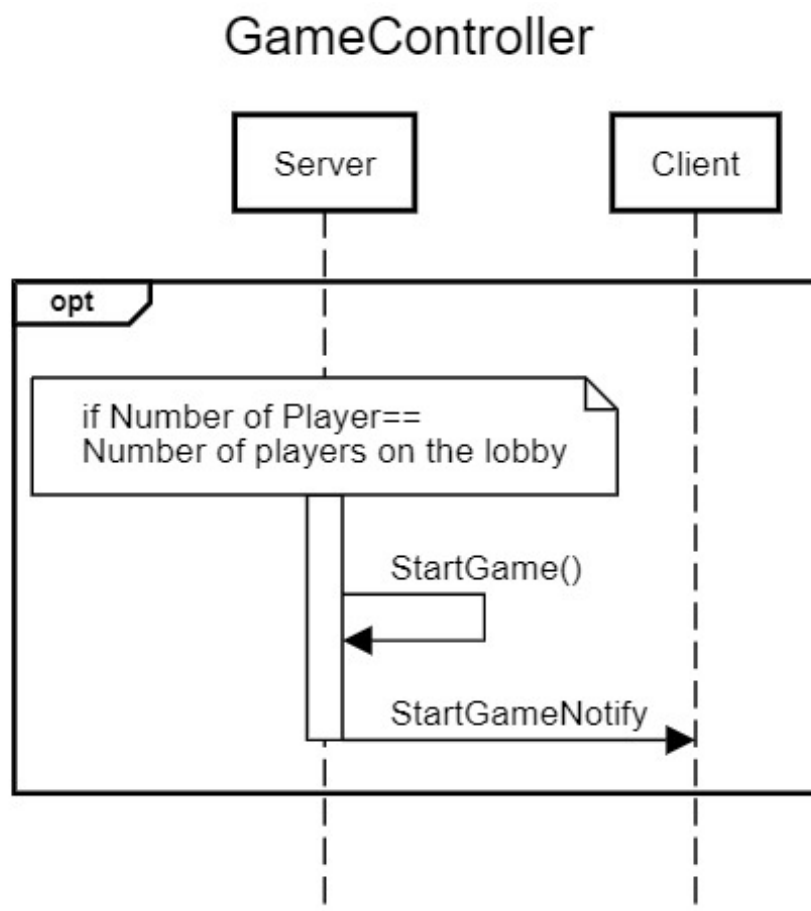 GameController
Server
Client
opt
if Number of Player==
Number of players on the lobby
StartGame()
StartGameNotify